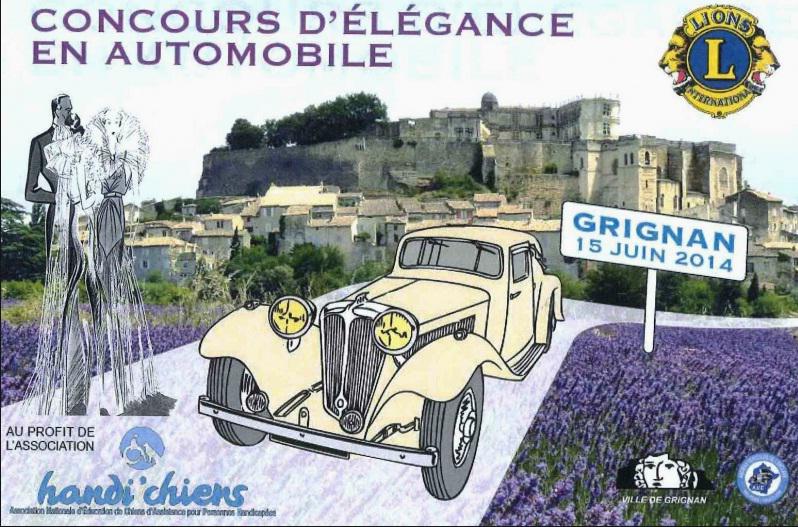 CONCOURS D'ÉLÉGANCE
EN AUTOMOBILE
LIONS
L
INTERNATIONAL
GRIGNAN
15 JUIN 2014
AU PROFIT DE
L'ASSOCIATION
handi'chiens
Association Nationale d'Éducation de Chiens d'Assistance pour Personnes Handicapées
VILLE DE GRIGNAN